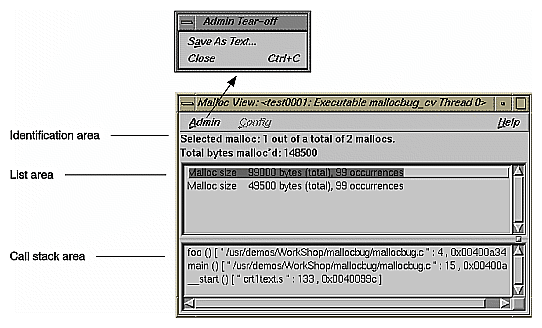 Admin Tear-off
Save As Text...
Close Ctrl+C
Malloc View: <test0001: Executable mallocbug_cv Thread 0>
Admin Config Help
Identification area
Selected malloc: 1 out of a total of 2 mallocs.
Total bytes malloc'd: 148500
List area
Malloc size 99000 bytes (total), 99 occurrences
Malloc size 49500 bytes (total), 99 occurrences
Call stack area
foo () [ "/usr/demos/WorkShop/mallocbug/mallocbug.c" : 4 , 0x00400a34
main () [ "/usr/demos/WorkShop/mallocbug/mallocbug.c" : 15 , 0x00400a
__start () [ "crt1text.s" : 133 , 0x0040099c ]